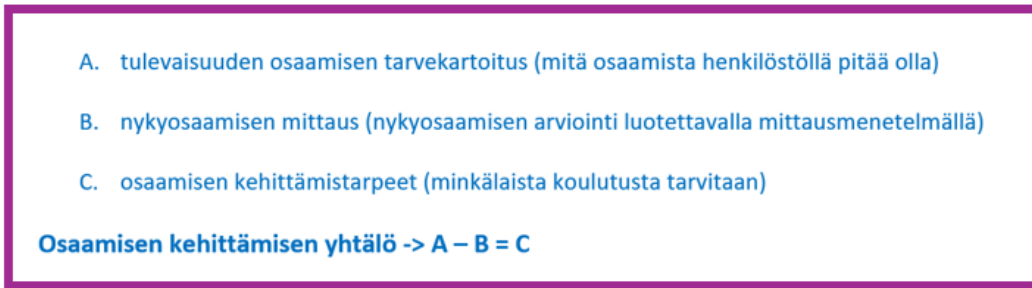 A. tulevaisuuden osaamisen tarvekartoitus (mitä osaamista henkilöstöllä pitää olla)
B. nykyosaamisen mittaus (nykyosaamisen arviointi luotettavalla mittausmenetelmällä)
C. osaamisen kehittämistarpeet (minkälaista koulutusta tarvitaan)
Osaamisen kehittämisen yhtälö -> A – B = C